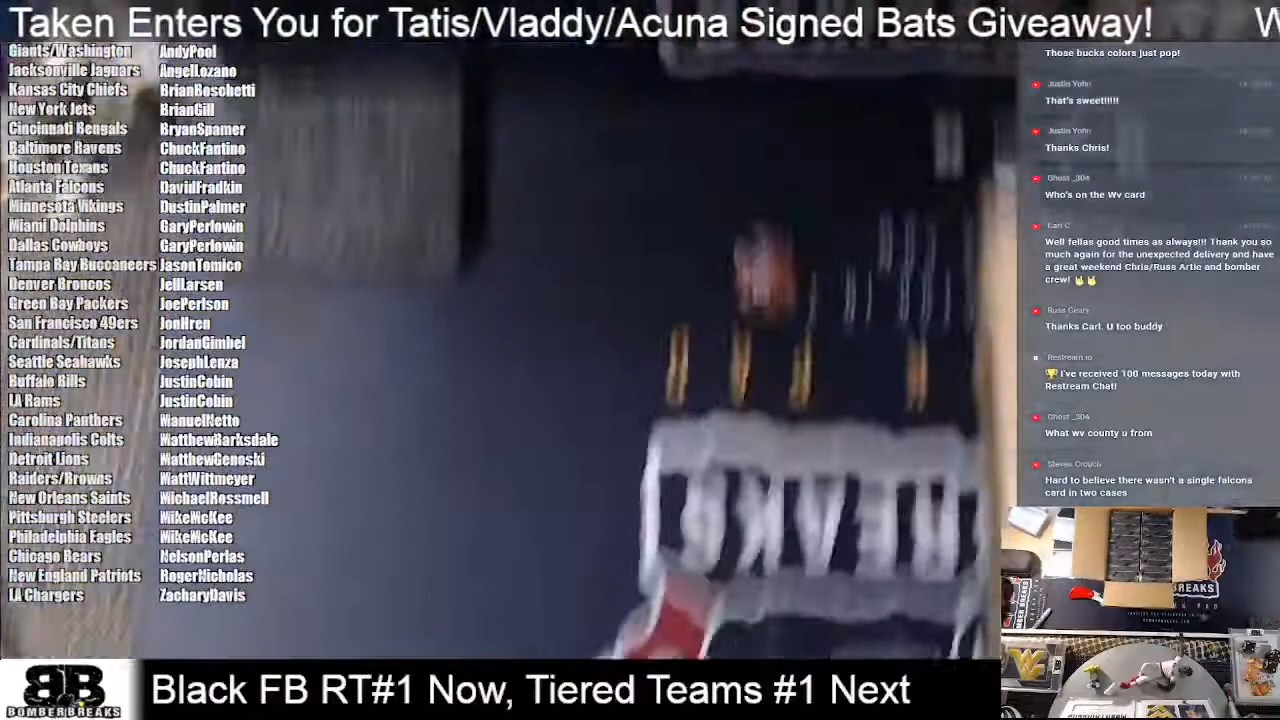 Taken Enters You for Tatis/Vladdy/Acuna Signed Bats Giveaway! W
Giants/Washington AndyPool
Jacksonville Jaguars AngelLozano
Kansas City Chiefs BrianBoschetti
New York Jets BrianGill
Cincinnati Bengals BryanSpamer
Baltimore Ravens ChuckFantino
Houston Texans ChuckFantino
Atlanta Falcons DavidFradkin
Minnesota Vikings DustinPalmer
Miami Dolphins GaryPerlowin
Dallas Cowboys GaryPerlowin
Tampa Bay Buccaneers JasonTomico
Denver Broncos JeffLarsen
Green Bay Packers JoePerison
San Francisco 49ers JonHren
Cardinals/Titans JordanGimbel
Seattle Seahawks JosephLenza
Buffalo Bills JustinCobin
LA Rams JustinCobin
Carolina Panthers ManuelNetto
Indianapolis Colts MatthewBarksdale
Detroit Lions MatthewGenoski
Raiders/Browns MattWittmeyer
New Orleans Saints MichaelRossmell
Pittsburgh Steelers MikeMcKee
Philadelphia Eagles MikeMcKee
Chicago Bears NelsonPerlas
New England Patriots RogerNicholas
LA Chargers ZacharyDavis
Those bucks colors just pop!
Justin Yohn
That's sweet!!!!!
Justin Yohn
Thanks Chris!
Ghost_304
Who's on the Wv card
Carl C
Well fellas good times as always!!! Thank you so
much again for the unexpected delivery and have
a great weekend Chris/Russ Artie and bomber
crew! 🤘🤘
Russ Geary
Thanks Carl. U too buddy
Restream.io
🏆 I've received 100 messages today with
Restream Chat!
Ghost_304
What wv county u from
Steven Crouch
Hard to believe there wasn't a single falcons
card in two cases
REAKS
BREAKS
WV
BB
BOMBERBREAKS
Black FB RT#1 Now, Tiered Teams #1 Next